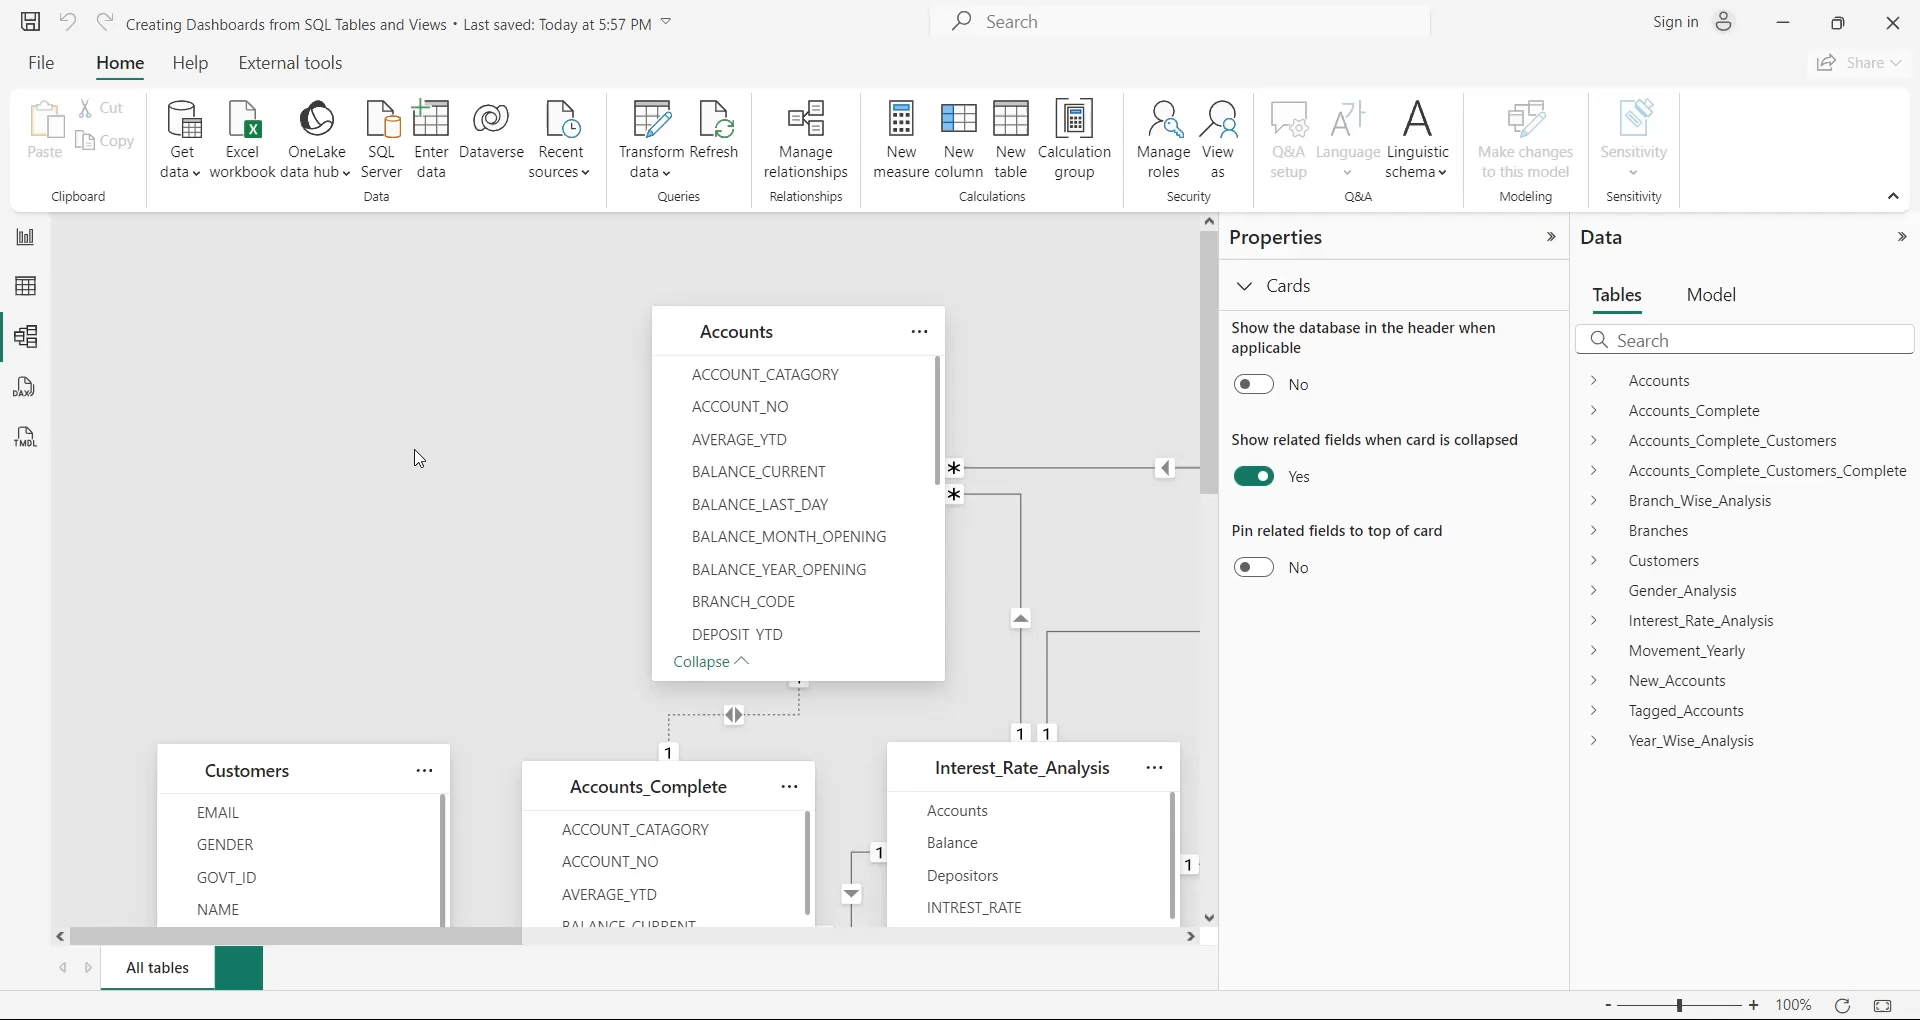 Creating Dashboards from SQL Tables and Views • Last saved: Today at 5:57 PM
Search
Sign in
File
Home
Help
External tools
Share
Paste
Cut
Copy
Clipboard
Get data
Excel workbook
OneLake data hub
SQL Server
Enter data
Dataverse
Recent sources
Data
Transform data
Refresh
Queries
Manage relationships
Relationships
New measure
New column
New table
Calculation group
Calculations
Manage roles
View as
Security
Q&A setup
Language
Linguistic schema
Q&A
Make changes to this model
Modeling
Sensitivity
Sensitivity
DAX
TMDL
Accounts
ACCOUNT_CATAGORY
ACCOUNT_NO
AVERAGE_YTD
BALANCE_CURRENT
BALANCE_LAST_DAY
BALANCE_MONTH_OPENING
BALANCE_YEAR_OPENING
BRANCH_CODE
DEPOSIT_YTD
Collapse
*
*
1
1
1
Customers
EMAIL
GENDER
GOVT_ID
NAME
Accounts_Complete
ACCOUNT_CATAGORY
ACCOUNT_NO
AVERAGE_YTD
BALANCE_CURRENT
1
Interest_Rate_Analysis
Accounts
Balance
Depositors
INTREST_RATE
1
Properties
Cards
Show the database in the header when
applicable
No
Show related fields when card is collapsed
Yes
Pin related fields to top of card
No
Data
Tables
Model
Search
Accounts
Accounts_Complete
Accounts_Complete_Customers
Accounts_Complete_Customers_Complete
Branch_Wise_Analysis
Branches
Customers
Gender_Analysis
Interest_Rate_Analysis
Movement_Yearly
New_Accounts
Tagged_Accounts
Year_Wise_Analysis
All tables
- + 100%